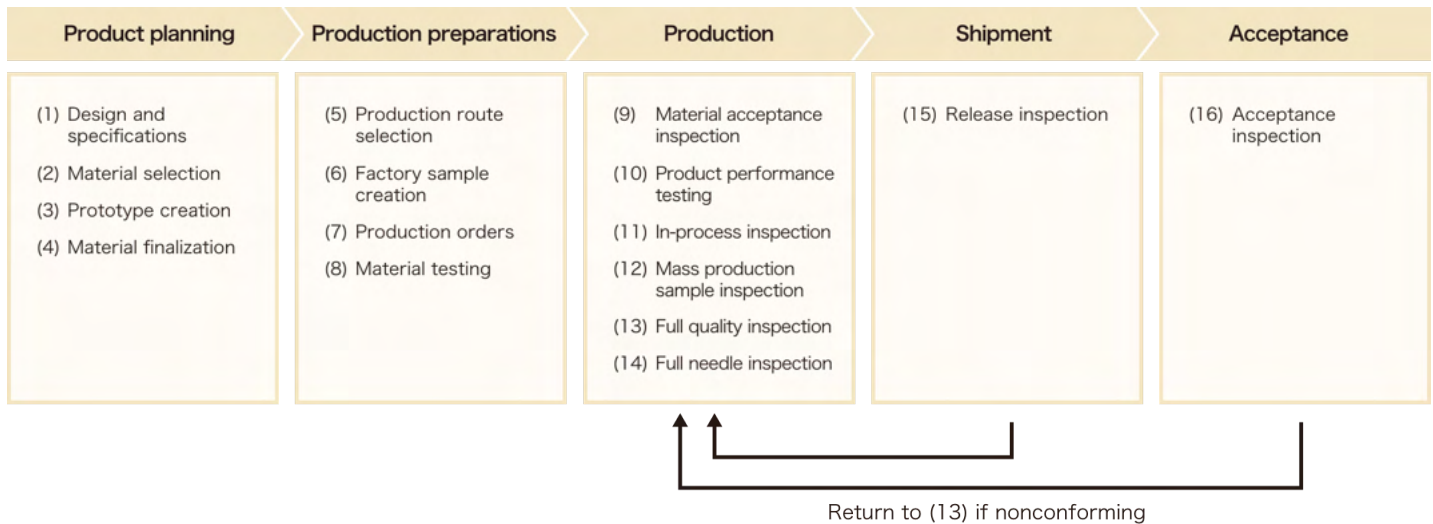 Product planning
Production preparations
Production
Shipment
Acceptance
(1) Design and
specifications
(2) Material selection
(3) Prototype creation
(4) Material finalization
(5) Production route
selection
(6) Factory sample
creation
(7) Production orders
(8) Material testing
(9) Material acceptance
inspection
(10) Product performance
testing
(11) In-process inspection
(12) Mass production
sample inspection
(13) Full quality inspection
(14) Full needle inspection
(15) Release inspection
(16) Acceptance
inspection
Return to (13) if nonconforming